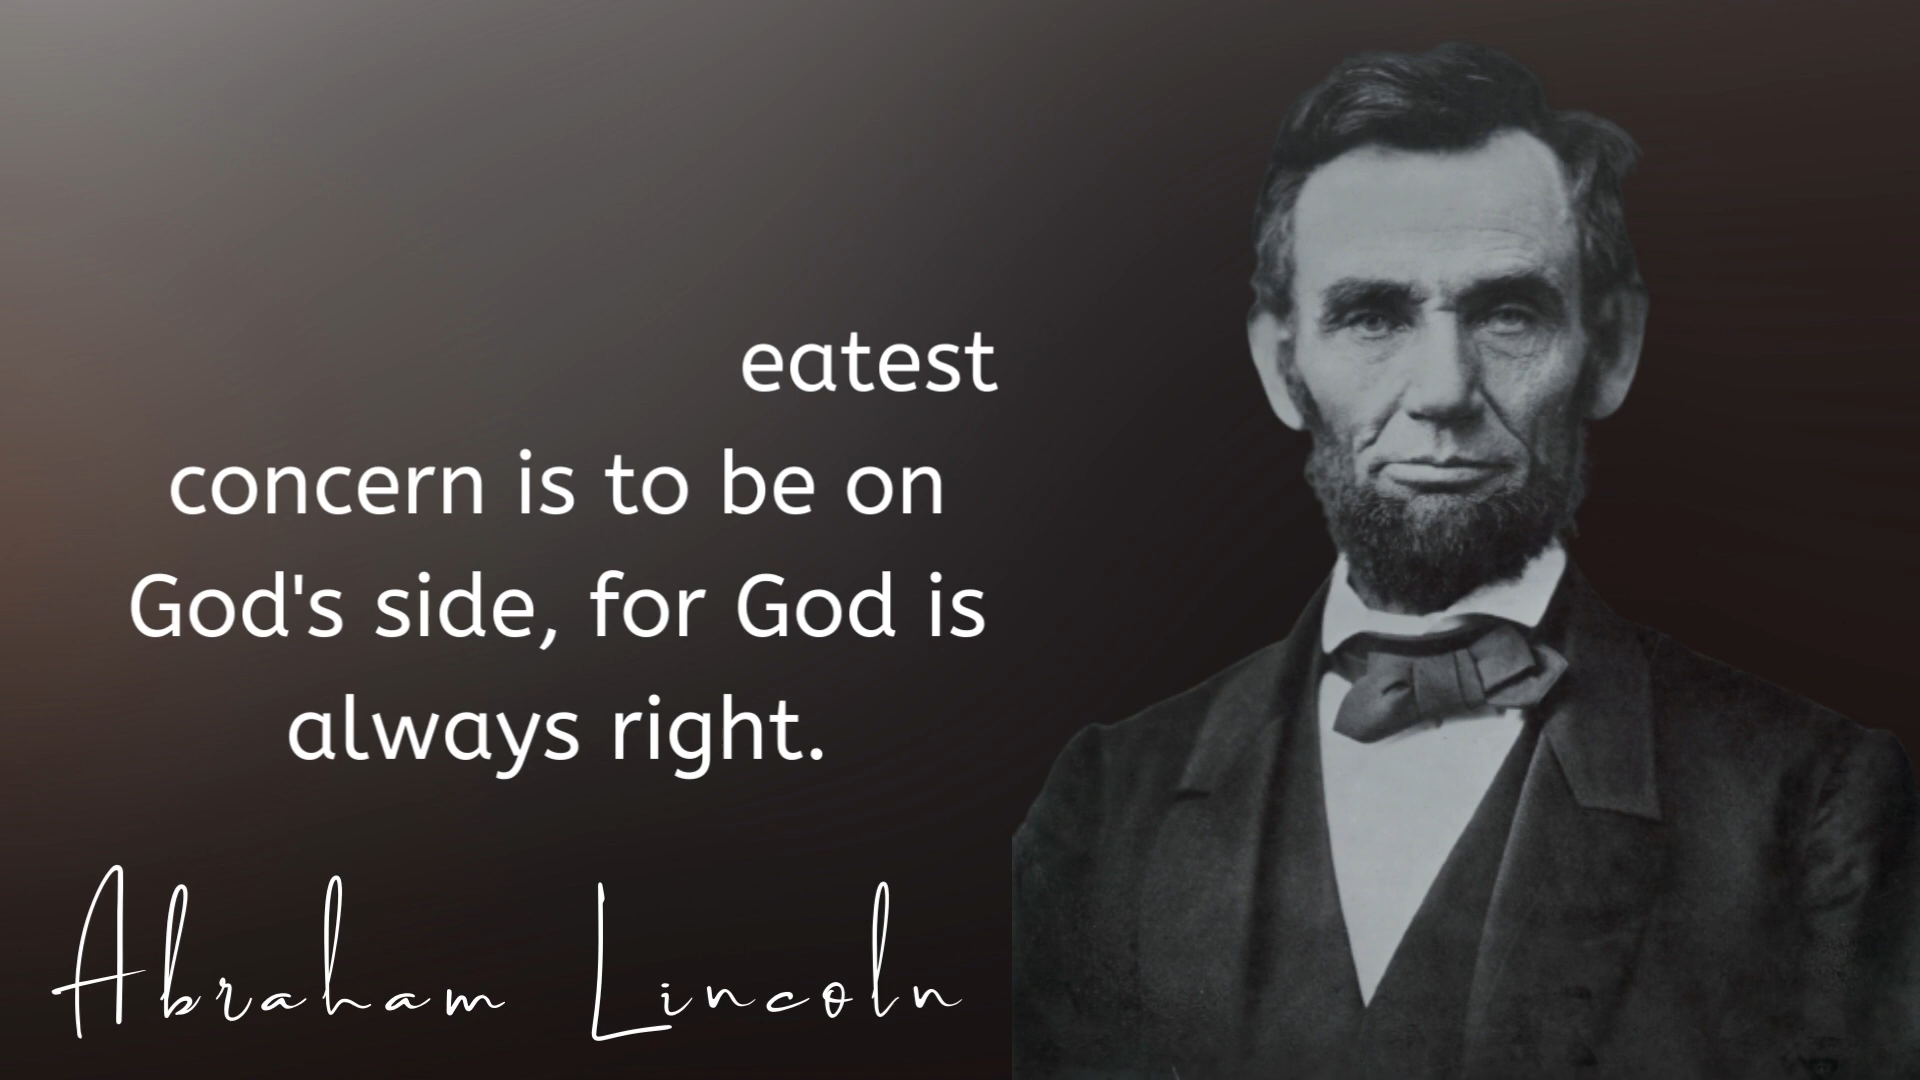 eatest
concern is to be on
God's side, for God is
always right.
Abraham Lincoln